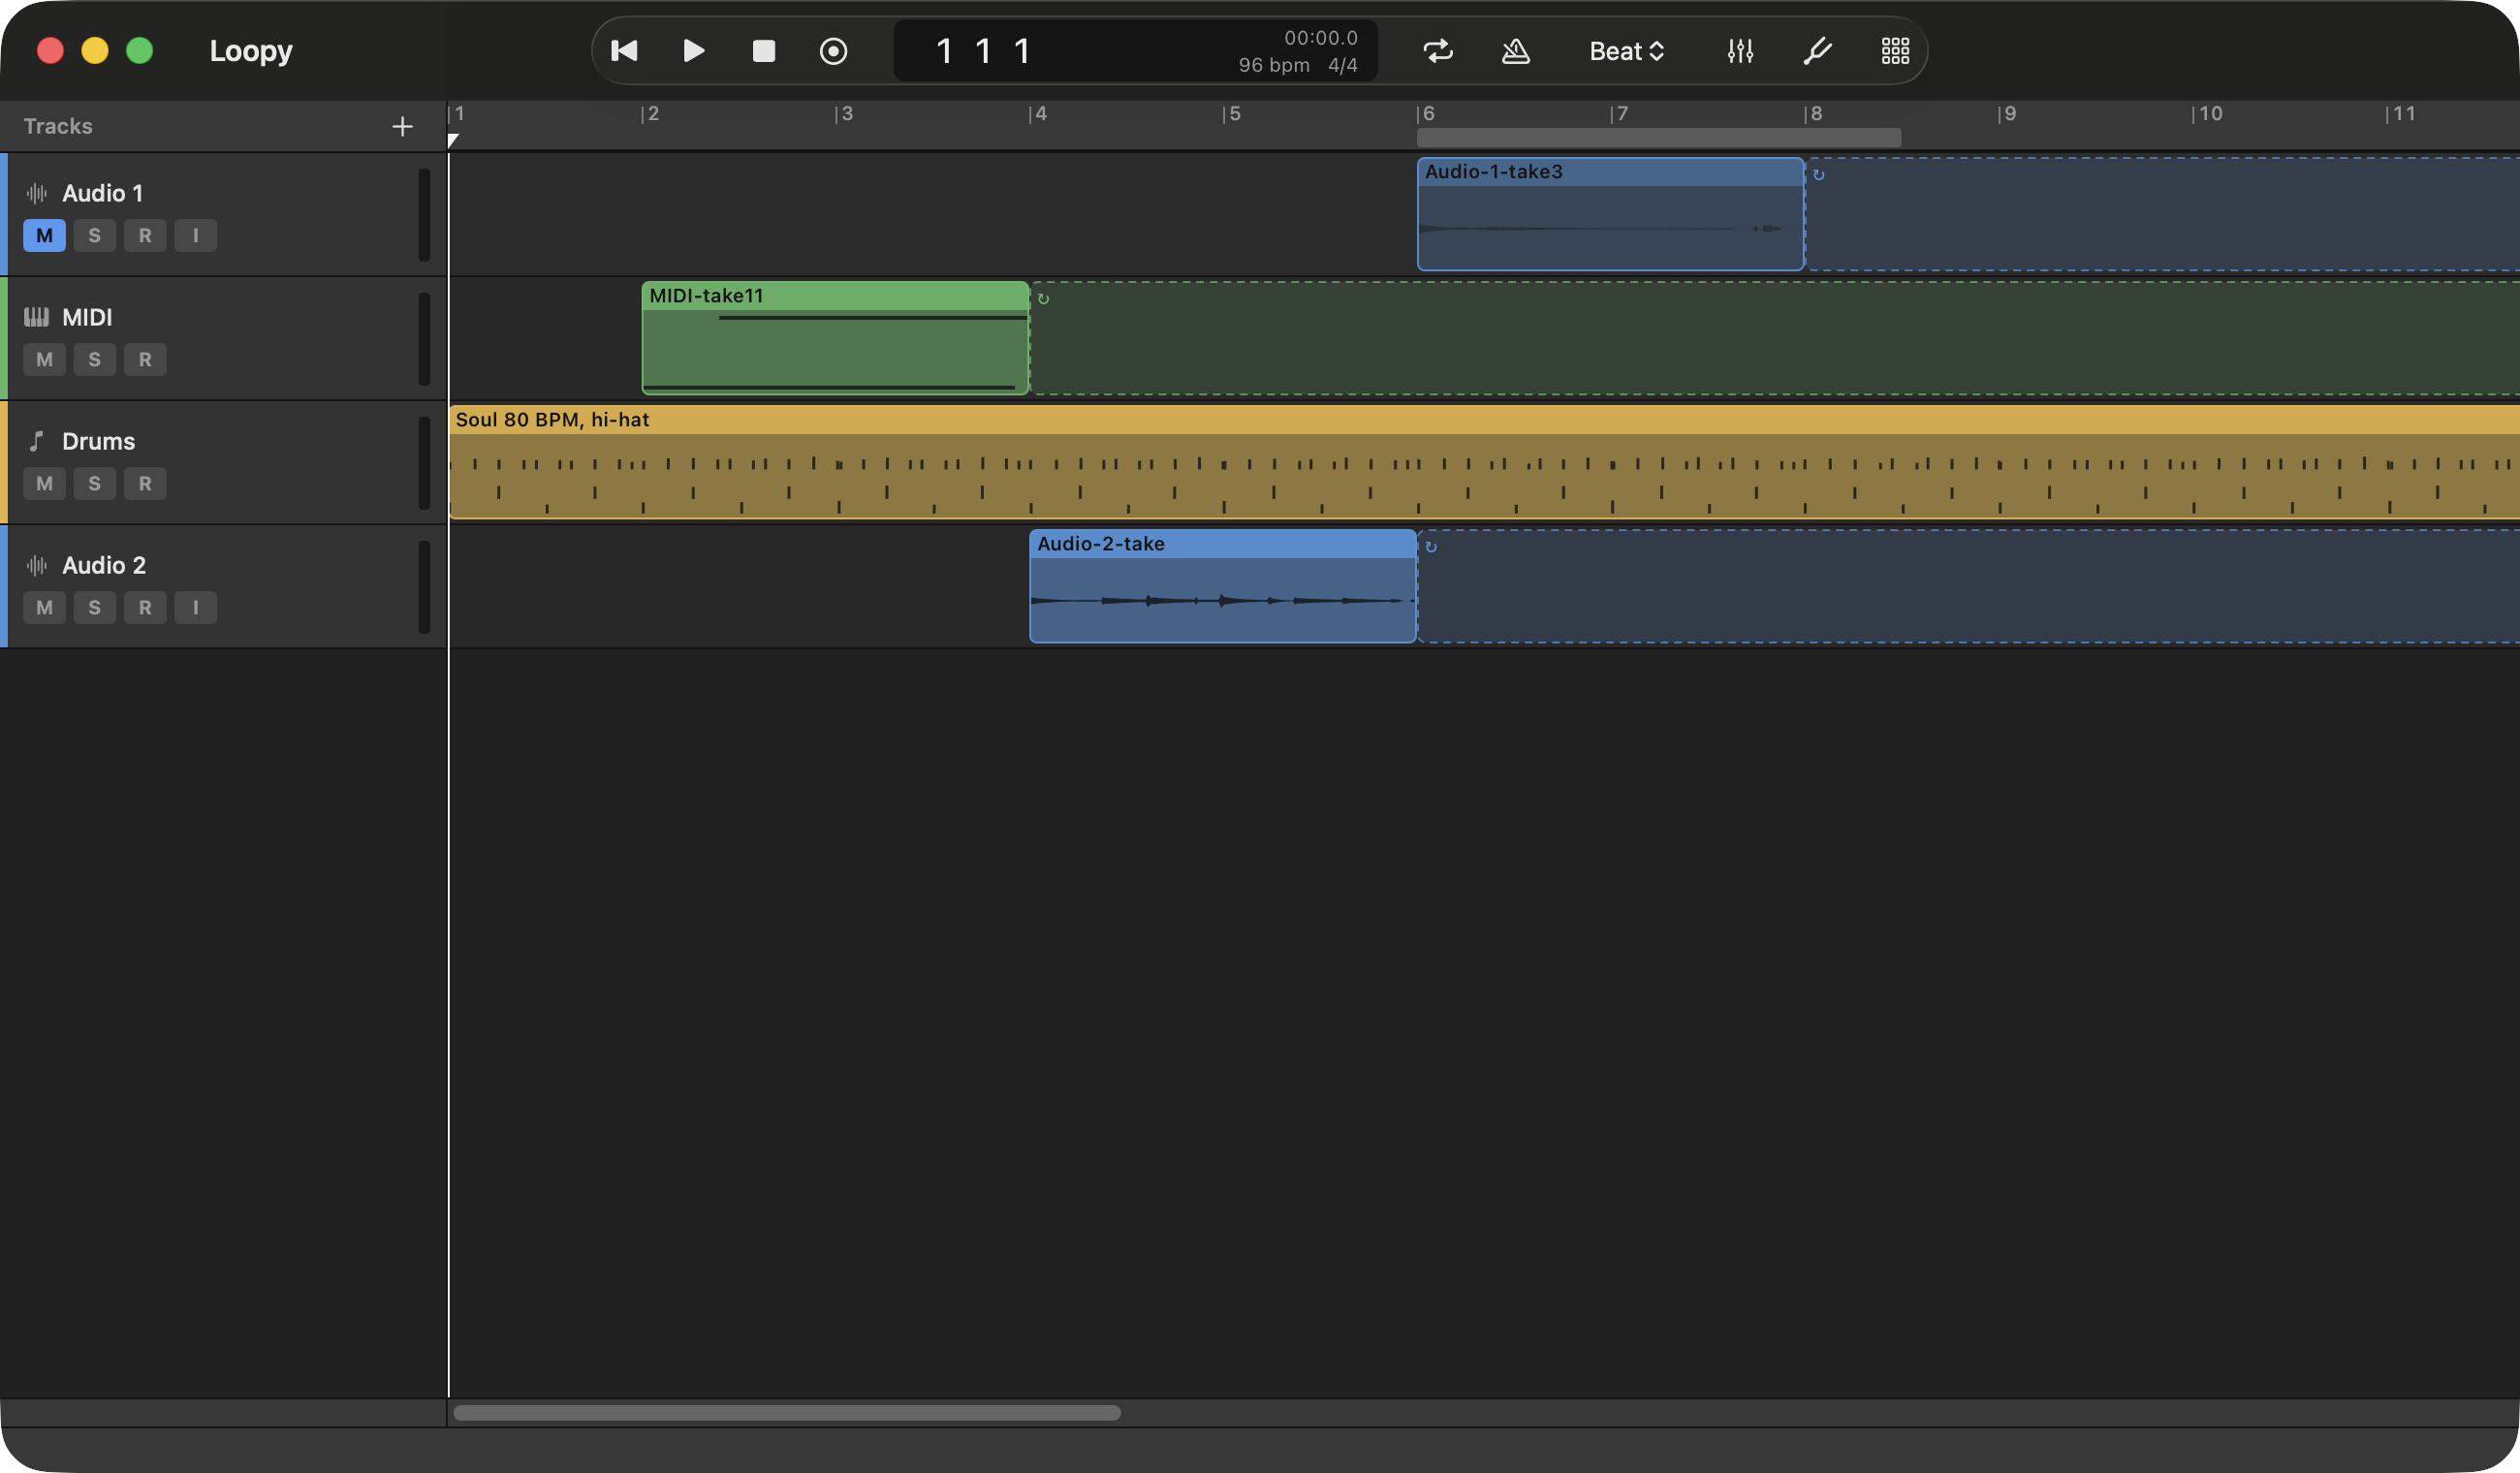 Loopy
1 1 1
00:00.0
96 bpm 4/4
Beat
Tracks
1 2 3 4 5 6 7 8 9 10 11
Audio 1
M S R I
Audio-1-take3
MIDI
M S R
MIDI-take11
Drums
M S R
Soul 80 BPM, hi-hat
Audio 2
M S R I
Audio-2-take